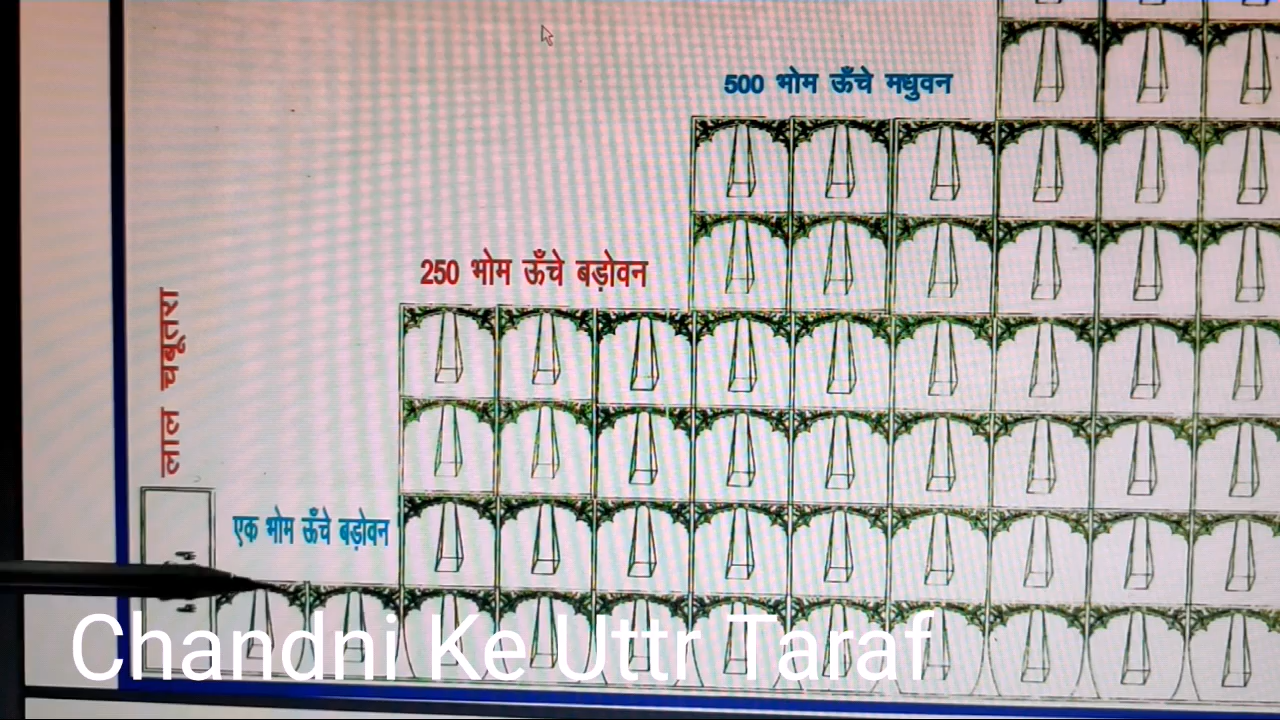 500 भोम ऊँचे मधुवन
250 भोम ऊँचे बड़ोवन
लाल चबूतरा
एक भोम ऊँचे बड़ोवन
Chandni Ke Uttr Taraf